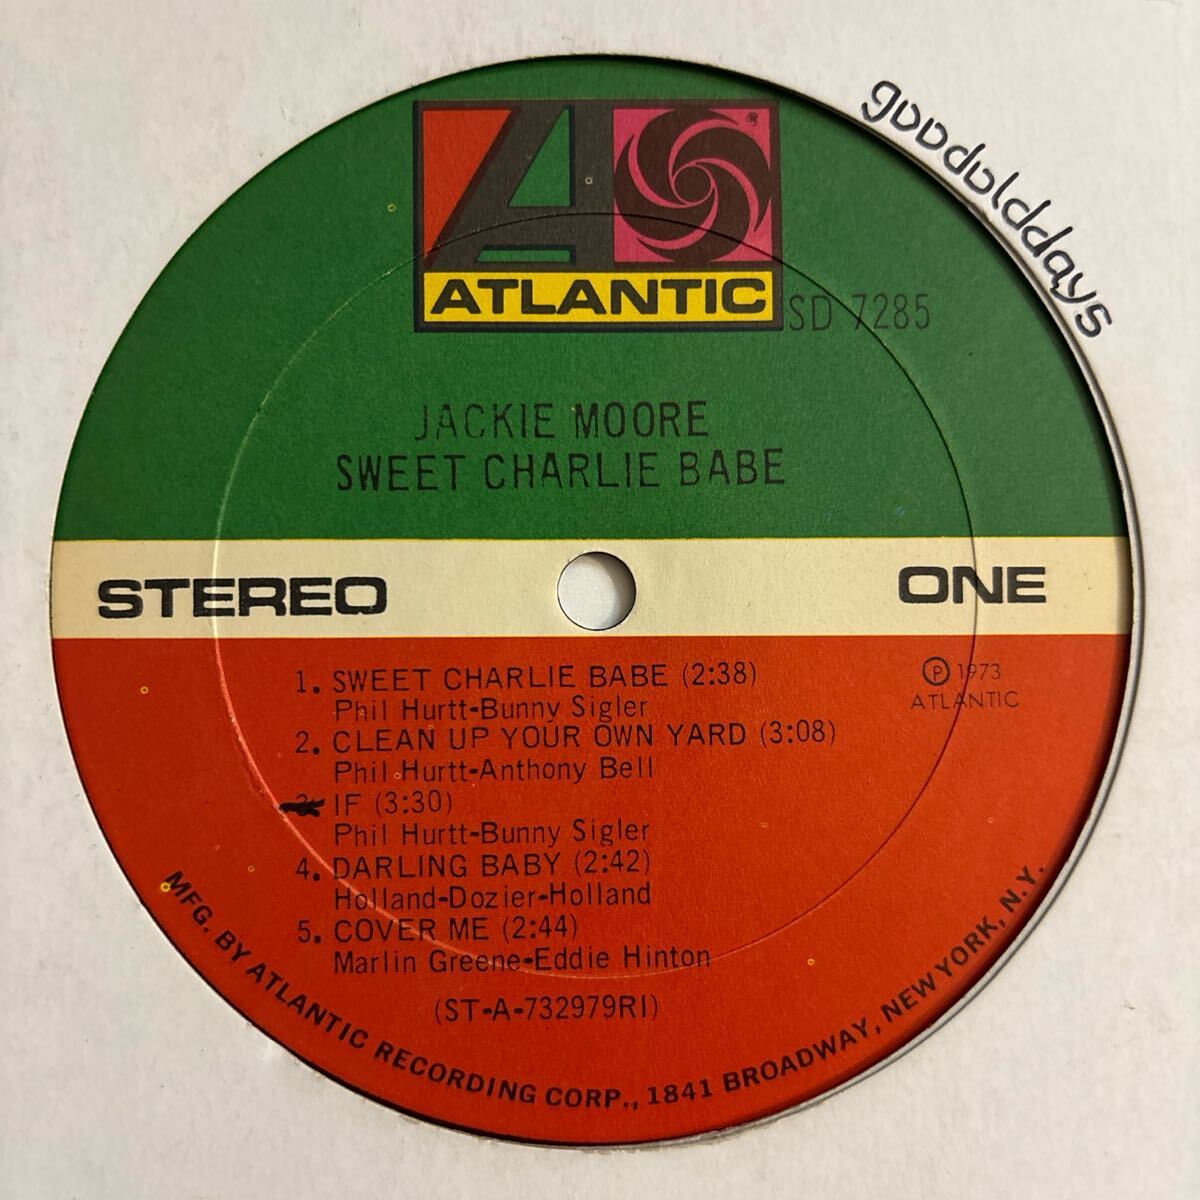 goodolddays
A
®
ATLANTIC
SD 7285
JACKIE MOORE
SWEET CHARLIE BABE
STEREO
ONE
℗ 1973
ATLANTIC
1. SWEET CHARLIE BABE (2:38)
Phil Hurtt-Bunny Sigler
2. CLEAN UP YOUR OWN YARD (3:08)
Phil Hurtt-Anthony Bell
3. IF (3:30)
Phil Hurtt-Bunny Sigler
4. DARLING BABY (2:42)
Holland-Dozier-Holland
5. COVER ME (2:44)
Marlin Greene-Eddie Hinton
(ST-A-732979RI)
MFG. BY ATLANTIC RECORDING CORP., 1841 BROADWAY, NEW YORK, N.Y.